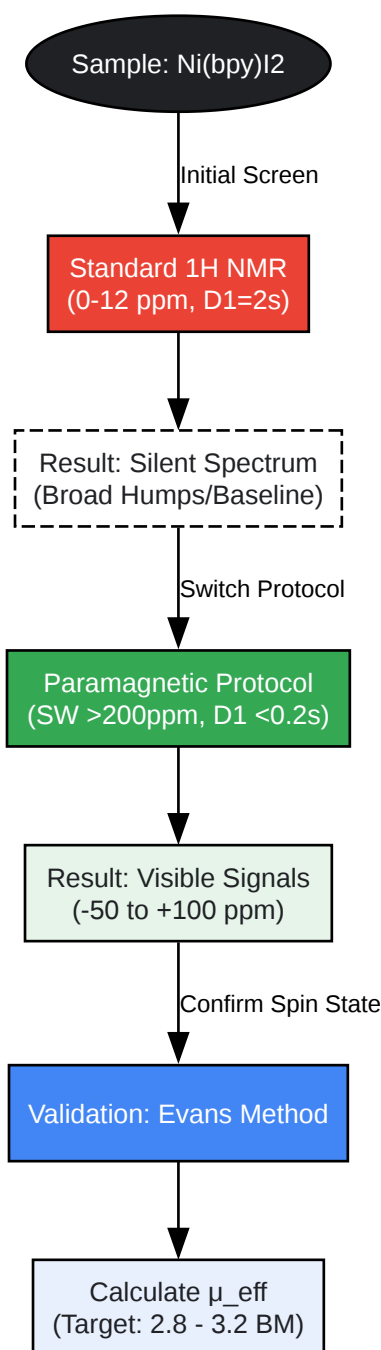 Sample: Ni(bpy)I2
Initial Screen
Standard 1H NMR
(0-12 ppm, D1=2s)
Result: Silent Spectrum
(Broad Humps/Baseline)
Switch Protocol
Paramagnetic Protocol
(SW >200ppm, D1 <0.2s)
Result: Visible Signals
(-50 to +100 ppm)
Confirm Spin State
Validation: Evans Method
Calculate μ_eff
(Target: 2.8 - 3.2 BM)